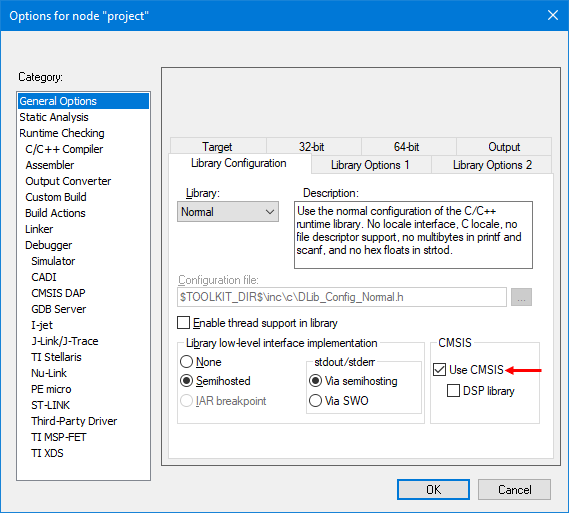 Options for node "project"
Category:
General Options
Static Analysis
Runtime Checking
C/C++ Compiler
Assembler
Output Converter
Custom Build
Build Actions
Linker
Debugger
Simulator
CADI
CMSIS DAP
GDB Server
I-jet
J-Link/J-Trace
TI Stellaris
Nu-Link
PE micro
ST-LINK
Third-Party Driver
TI MSP-FET
TI XDS
Target 32-bit 64-bit Output
Library Configuration Library Options 1 Library Options 2
Library: Description:
Normal
Use the normal configuration of the C/C++
runtime library. No locale interface, C locale, no
file descriptor support, no multibytes in printf and
scanf, and no hex floats in strtod.
Configuration file:
$TOOLKIT_DIR$\inc\c\DLib_Config_Normal.h
...
Enable thread support in library
Library low-level interface implementation
None
Semihosted
IAR breakpoint
stdout/stderr
Via semihosting
Via SWO
CMSIS
Use CMSIS
DSP library
OK Cancel